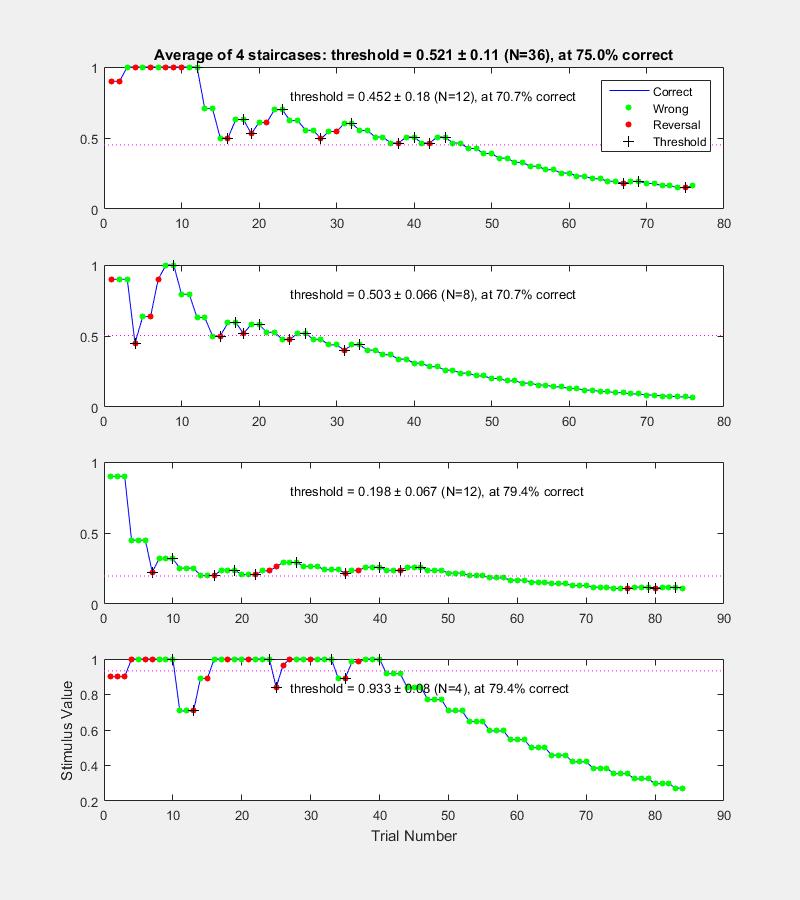 Average of 4 staircases: threshold = 0.521 ± 0.11 (N=36), at 75.0% correct
1
threshold = 0.452 ± 0.18 (N=12), at 70.7% correct
Correct
Wrong
Reversal
Threshold
0.5
0
0 10 20 30 40 50 60 70 80
1
threshold = 0.503 ± 0.066 (N=8), at 70.7% correct
0.5
0
0 10 20 30 40 50 60 70 80
1
threshold = 0.198 ± 0.067 (N=12), at 79.4% correct
0.5
0
0 10 20 30 40 50 60 70 80 90
1
threshold = 0.933 ± 0.08 (N=4), at 79.4% correct
0.8
0.6
0.4
0.2
Stimulus Value
0 10 20 30 40 50 60 70 80 90
Trial Number